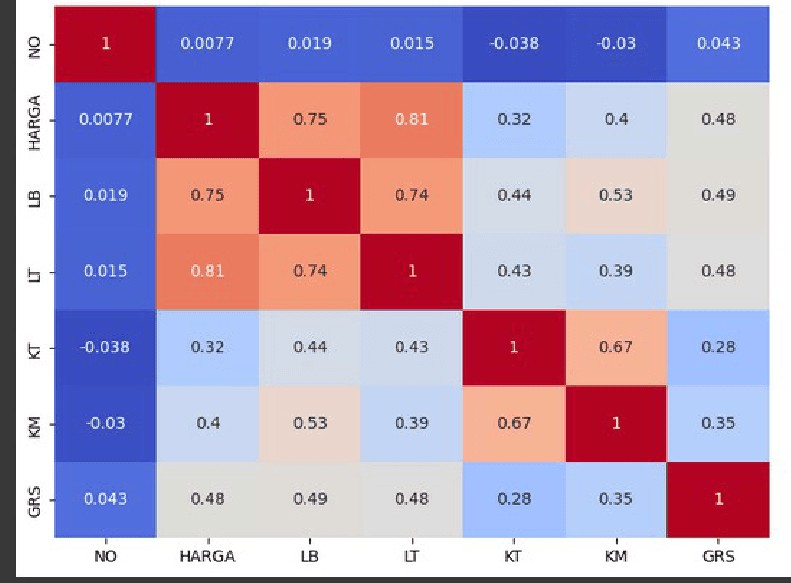 NO 1 0.0077 0.019 0.015 -0.038 -0.03 0.043
HARGA 0.0077 1 0.75 0.81 0.32 0.4 0.48
LB 0.019 0.75 1 0.74 0.44 0.53 0.49
LT 0.015 0.81 0.74 1 0.43 0.39 0.48
KT -0.038 0.32 0.44 0.43 1 0.67 0.28
KM -0.03 0.4 0.53 0.39 0.67 1 0.35
GRS 0.043 0.48 0.49 0.48 0.28 0.35 1
NO HARGA LB LT KT KM GRS